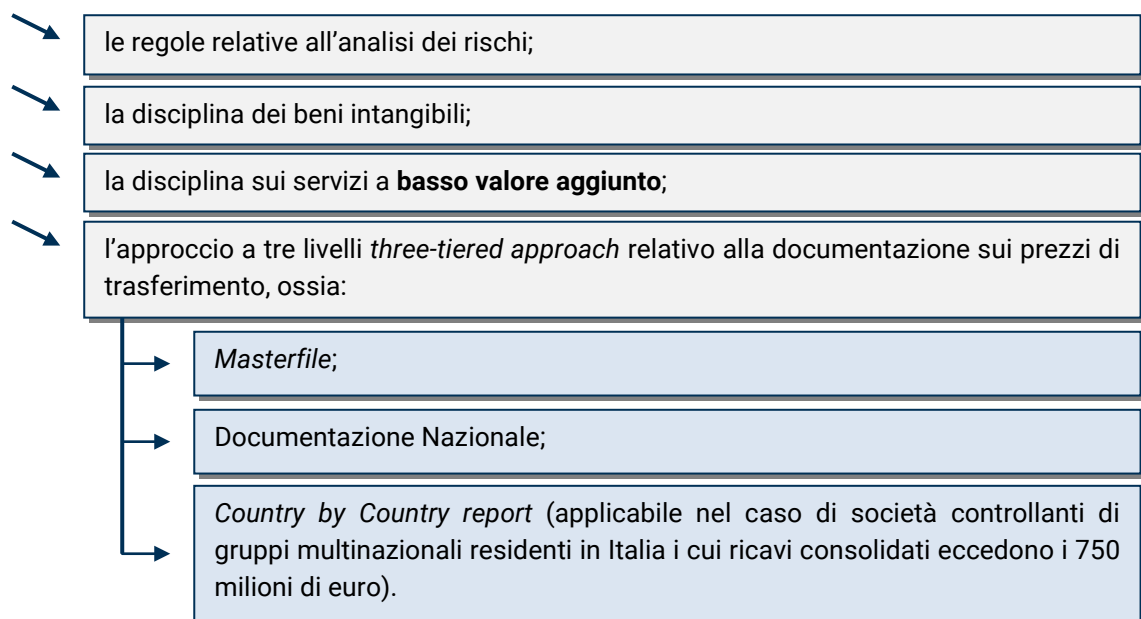 le regole relative all’analisi dei rischi;
la disciplina dei beni intangibili;
la disciplina sui servizi a basso valore aggiunto;
l’approccio a tre livelli three-tiered approach relativo alla documentazione sui prezzi di
trasferimento, ossia:
Masterfile;
Documentazione Nazionale;
Country by Country report (applicabile nel caso di società controllanti di
gruppi multinazionali residenti in Italia i cui ricavi consolidati eccedono i 750
milioni di euro).